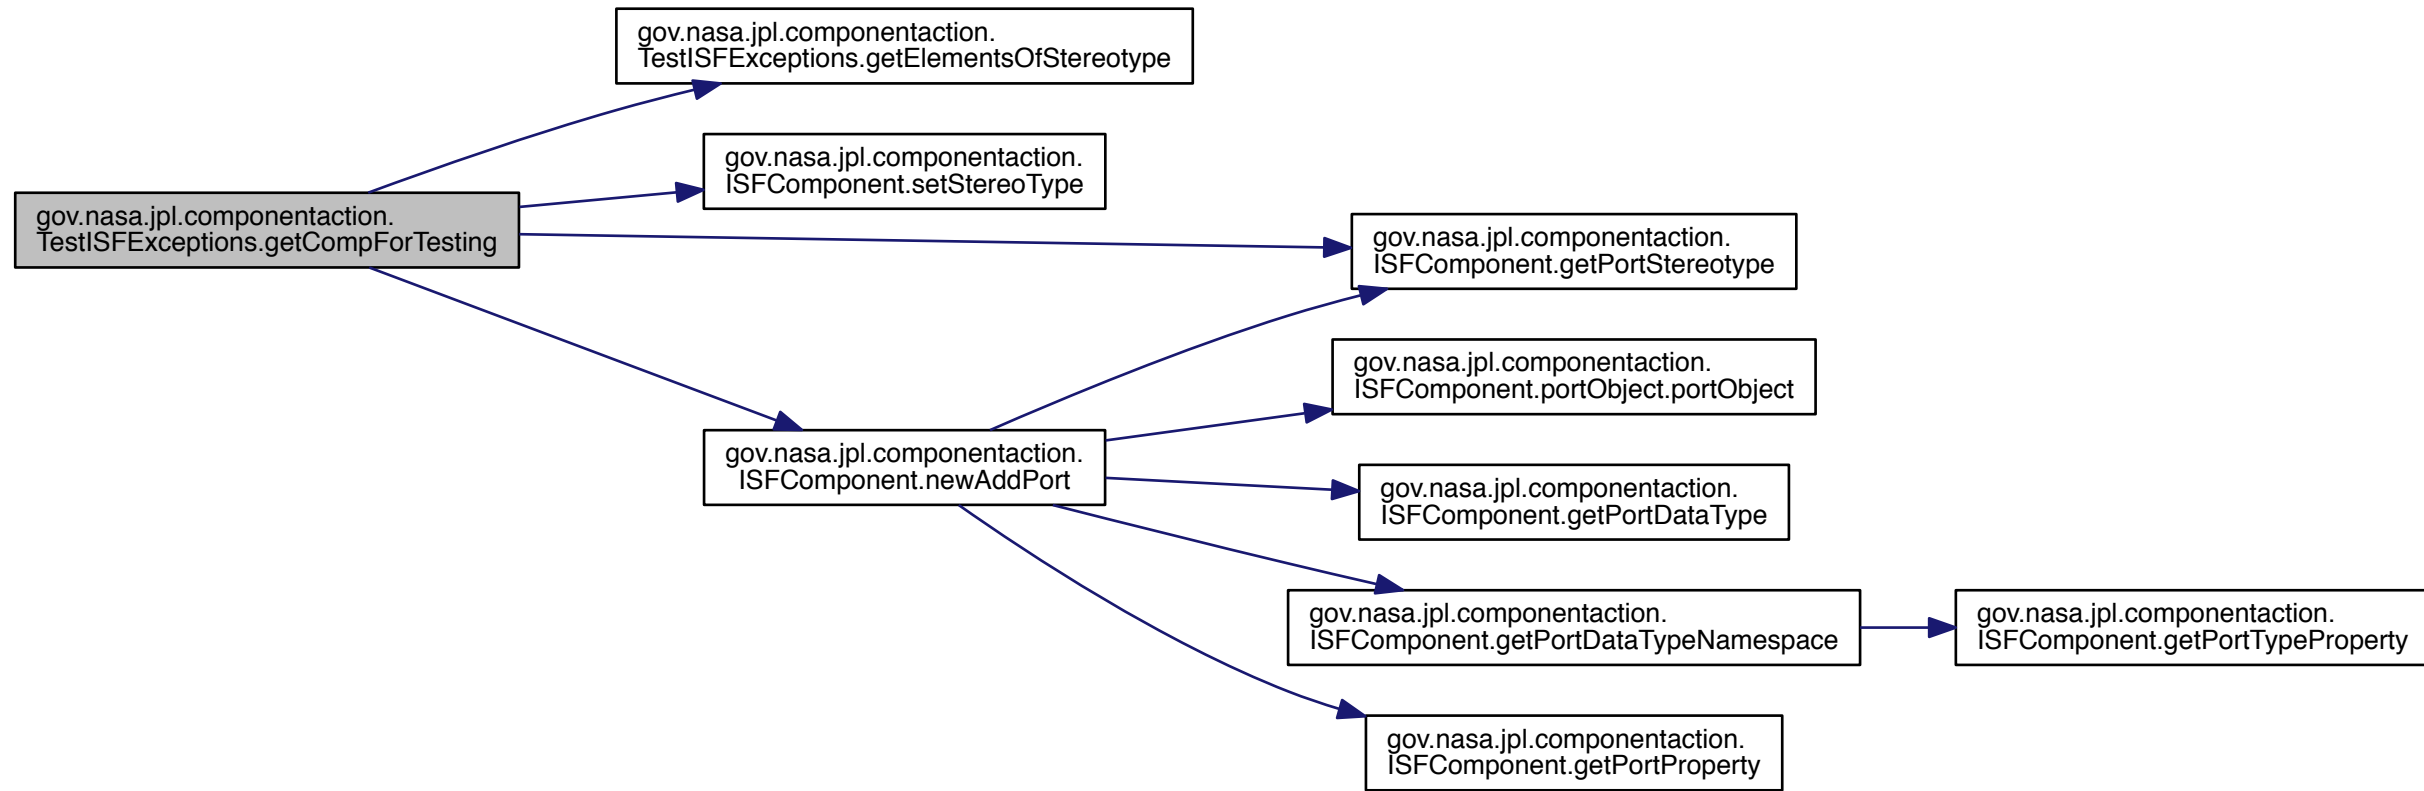 gov.nasa.jpl.componentaction.
TestISFExceptions.getElementsOfStereotype
gov.nasa.jpl.componentaction.
ISFComponent.setStereoType
gov.nasa.jpl.componentaction.
TestISFExceptions.getCompForTesting
gov.nasa.jpl.componentaction.
ISFComponent.getPortStereotype
gov.nasa.jpl.componentaction.
ISFComponent.portObject.portObject
gov.nasa.jpl.componentaction.
ISFComponent.newAddPort
gov.nasa.jpl.componentaction.
ISFComponent.getPortDataType
gov.nasa.jpl.componentaction.
ISFComponent.getPortDataTypeNamespace
gov.nasa.jpl.componentaction.
ISFComponent.getPortTypeProperty
gov.nasa.jpl.componentaction.
ISFComponent.getPortProperty